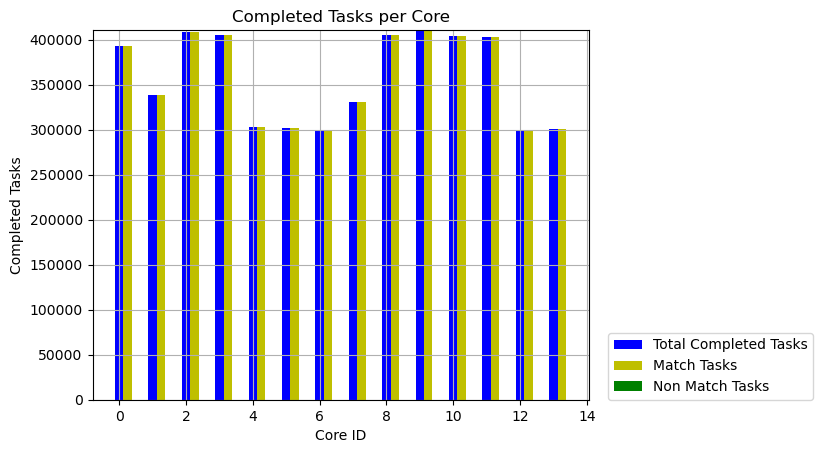 Completed Tasks per Core
400000
350000
300000
250000
200000
150000
100000
50000
0
Completed Tasks
0 2 4 6 8 10 12 14
Core ID
Total Completed Tasks
Match Tasks
Non Match Tasks